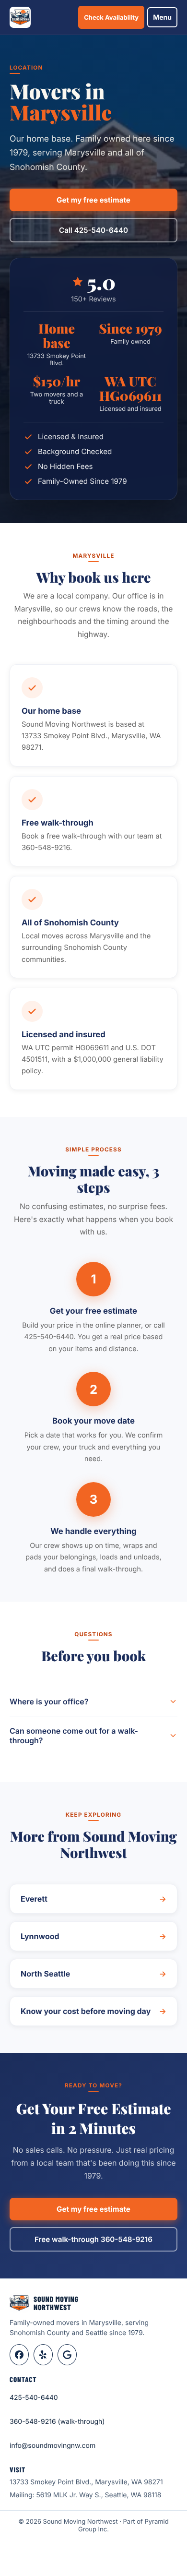 Check Availability
Menu
LOCATION
Movers in
Marysville
Our home base. Family owned here since
1979, serving Marysville and all of
Snohomish County.
Get my free estimate
Call 425-540-6440
5.0
150+ Reviews
Home
base
13733 Smokey Point
Blvd.
Since 1979
Family owned
$150/hr
Two movers and a
truck
WA UTC
HG069611
Licensed and insured
Licensed & Insured
Background Checked
No Hidden Fees
Family-Owned Since 1979
MARYSVILLE
Why book us here
We are a local company. Our office is in
Marysville, so our crews know the roads, the
neighbourhoods and the timing around the
highway.
Our home base
Sound Moving Northwest is based at
13733 Smokey Point Blvd., Marysville, WA
98271.
Free walk-through
Book a free walk-through with our team at
360-548-9216.
All of Snohomish County
Local moves across Marysville and the
surrounding Snohomish County
communities.
Licensed and insured
WA UTC permit HG069611 and U.S. DOT
4501511, with a $1,000,000 general liability
policy.
SIMPLE PROCESS
Moving made easy, 3
steps
No confusing estimates, no surprise fees.
Here's exactly what happens when you book
with us.
1
Get your free estimate
Build your price in the online planner, or call
425-540-6440. You get a real price based
on your items and distance.
2
Book your move date
Pick a date that works for you. We confirm
your crew, your truck and everything you
need.
3
We handle everything
Our crew shows up on time, wraps and
pads your belongings, loads and unloads,
and does a final walk-through.
QUESTIONS
Before you book
Where is your office?
Can someone come out for a walk-
through?
KEEP EXPLORING
More from Sound Moving
Northwest
Everett
Lynnwood
North Seattle
Know your cost before moving day
READY TO MOVE?
Get Your Free Estimate
in 2 Minutes
No sales calls. No pressure. Just real pricing
from a local team that's been doing this since
1979.
Get my free estimate
Free walk-through 360-548-9216
SOUND MOVING
NORTHWEST
Family-owned movers in Marysville, serving
Snohomish County and Seattle since 1979.
CONTACT
425-540-6440
360-548-9216 (walk-through)
info@soundmovingnw.com
VISIT
13733 Smokey Point Blvd., Marysville, WA 98271
Mailing: 5619 MLK Jr. Way S., Seattle, WA 98118
© 2026 Sound Moving Northwest · Part of Pyramid
Group Inc.